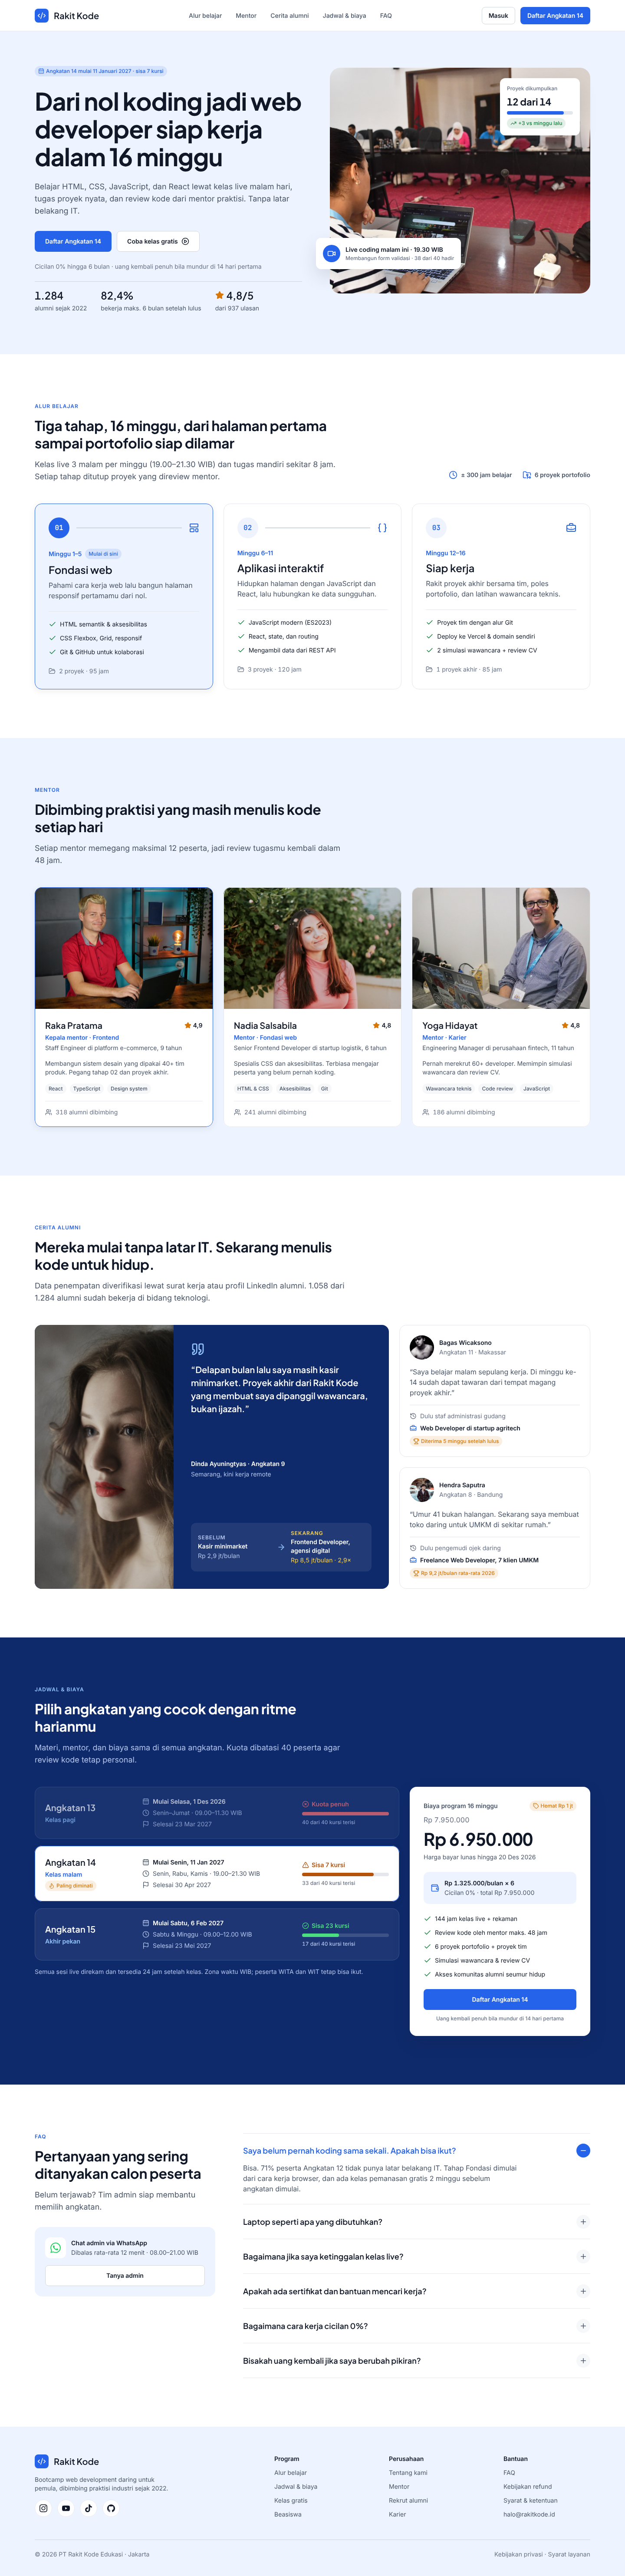 Rakit Kode
Alur belajar
Mentor
Cerita alumni
Jadwal & biaya
FAQ
Masuk
Daftar Angkatan 14
Angkatan 14 mulai 11 Januari 2027 · sisa 7 kursi
Dari nol koding jadi web
developer siap kerja
dalam 16 minggu
Belajar HTML, CSS, JavaScript, dan React lewat kelas live malam hari,
tugas proyek nyata, dan review kode dari mentor praktisi. Tanpa latar
belakang IT.
Daftar Angkatan 14
Coba kelas gratis
Cicilan 0% hingga 6 bulan · uang kembali penuh bila mundur di 14 hari pertama
1.284
alumni sejak 2022
82,4%
bekerja maks. 6 bulan setelah lulus
4,8/5
dari 937 ulasan
Proyek dikumpulkan
12 dari 14
+3 vs minggu lalu
Live coding malam ini · 19.30 WIB
Membangun form validasi · 38 dari 40 hadir
ALUR BELAJAR
Tiga tahap, 16 minggu, dari halaman pertama
sampai portofolio siap dilamar
Kelas live 3 malam per minggu (19.00–21.30 WIB) dan tugas mandiri sekitar 8 jam.
Setiap tahap ditutup proyek yang direview mentor.
± 300 jam belajar
6 proyek portofolio
01
Minggu 1–5
Mulai di sini
Fondasi web
Pahami cara kerja web lalu bangun halaman
responsif pertamamu dari nol.
HTML semantik & aksesibilitas
CSS Flexbox, Grid, responsif
Git & GitHub untuk kolaborasi
2 proyek · 95 jam
02
Minggu 6–11
Aplikasi interaktif
Hidupkan halaman dengan JavaScript dan
React, lalu hubungkan ke data sungguhan.
JavaScript modern (ES2023)
React, state, dan routing
Mengambil data dari REST API
3 proyek · 120 jam
03
Minggu 12–16
Siap kerja
Rakit proyek akhir bersama tim, poles
portofolio, dan latihan wawancara teknis.
Proyek tim dengan alur Git
Deploy ke Vercel & domain sendiri
2 simulasi wawancara + review CV
1 proyek akhir · 85 jam
MENTOR
Dibimbing praktisi yang masih menulis kode
setiap hari
Setiap mentor memegang maksimal 12 peserta, jadi review tugasmu kembali dalam
48 jam.
Raka Pratama
4,9
Kepala mentor · Frontend
Staff Engineer di platform e-commerce, 9 tahun
Membangun sistem desain yang dipakai 40+ tim
produk. Pegang tahap 02 dan proyek akhir.
React
TypeScript
Design system
318 alumni dibimbing
Nadia Salsabila
4,8
Mentor · Fondasi web
Senior Frontend Developer di startup logistik, 6 tahun
Spesialis CSS dan aksesibilitas. Terbiasa mengajar
peserta yang belum pernah koding.
HTML & CSS
Aksesibilitas
Git
241 alumni dibimbing
Yoga Hidayat
4,8
Mentor · Karier
Engineering Manager di perusahaan fintech, 11 tahun
Pernah merekrut 60+ developer. Memimpin simulasi
wawancara dan review CV.
Wawancara teknis
Code review
JavaScript
186 alumni dibimbing
CERITA ALUMNI
Mereka mulai tanpa latar IT. Sekarang menulis
kode untuk hidup.
Data penempatan diverifikasi lewat surat kerja atau profil LinkedIn alumni. 1.058 dari
1.284 alumni sudah bekerja di bidang teknologi.
"Delapan bulan lalu saya masih kasir
minimarket. Proyek akhir dari Rakit Kode
yang membuat saya dipanggil wawancara,
bukan ijazah."
Dinda Ayuningtyas · Angkatan 9
Semarang, kini kerja remote
SEBELUM
Kasir minimarket
Rp 2,9 jt/bulan
SEKARANG
Frontend Developer,
agensi digital
Rp 8,5 jt/bulan · 2,9×
Bagas Wicaksono
Angkatan 11 · Makassar
"Saya belajar malam sepulang kerja. Di minggu ke-
14 sudah dapat tawaran dari tempat magang
proyek akhir."
Dulu staf administrasi gudang
Web Developer di startup agritech
Diterima 5 minggu setelah lulus
Hendra Saputra
Angkatan 8 · Bandung
"Umur 41 bukan halangan. Sekarang saya membuat
toko daring untuk UMKM di sekitar rumah."
Dulu pengemudi ojek daring
Freelance Web Developer, 7 klien UMKM
Rp 9,2 jt/bulan rata-rata 2026
JADWAL & BIAYA
Pilih angkatan yang cocok dengan ritme
harianmu
Materi, mentor, dan biaya sama di semua angkatan. Kuota dibatasi 40 peserta agar
review kode tetap personal.
Angkatan 13
Kelas pagi
Mulai Selasa, 1 Des 2026
Senin–Jumat · 09.00–11.30 WIB
Selesai 23 Mar 2027
Kuota penuh
40 dari 40 kursi terisi
Angkatan 14
Kelas malam
Paling diminati
Mulai Senin, 11 Jan 2027
Senin, Rabu, Kamis · 19.00–21.30 WIB
Selesai 30 Apr 2027
Sisa 7 kursi
33 dari 40 kursi terisi
Angkatan 15
Akhir pekan
Mulai Sabtu, 6 Feb 2027
Sabtu & Minggu · 09.00–12.00 WIB
Selesai 23 Mei 2027
Sisa 23 kursi
17 dari 40 kursi terisi
Semua sesi live direkam dan tersedia 24 jam setelah kelas. Zona waktu WIB; peserta WITA dan WIT tetap bisa ikut.
Biaya program 16 minggu
Hemat Rp 1 jt
Rp 7.950.000
Rp 6.950.000
Harga bayar lunas hingga 20 Des 2026
Rp 1.325.000/bulan × 6
Cicilan 0% · total Rp 7.950.000
144 jam kelas live + rekaman
Review kode oleh mentor maks. 48 jam
6 proyek portofolio + proyek tim
Simulasi wawancara & review CV
Akses komunitas alumni seumur hidup
Daftar Angkatan 14
Uang kembali penuh bila mundur di 14 hari pertama
FAQ
Pertanyaan yang sering
ditanyakan calon peserta
Belum terjawab? Tim admin siap membantu
memilih angkatan.
Chat admin via WhatsApp
Dibalas rata-rata 12 menit · 08.00–21.00 WIB
Tanya admin
Saya belum pernah koding sama sekali. Apakah bisa ikut?
Bisa. 71% peserta Angkatan 12 tidak punya latar belakang IT. Tahap Fondasi dimulai
dari cara kerja browser, dan ada kelas pemanasan gratis 2 minggu sebelum
angkatan dimulai.
Laptop seperti apa yang dibutuhkan?
Bagaimana jika saya ketinggalan kelas live?
Apakah ada sertifikat dan bantuan mencari kerja?
Bagaimana cara kerja cicilan 0%?
Bisakah uang kembali jika saya berubah pikiran?
Rakit Kode
Bootcamp web development daring untuk
pemula, dibimbing praktisi industri sejak 2022.
Program
Alur belajar
Jadwal & biaya
Kelas gratis
Beasiswa
Perusahaan
Tentang kami
Mentor
Rekrut alumni
Karier
Bantuan
FAQ
Kebijakan refund
Syarat & ketentuan
halo@rakitkode.id
© 2026 PT Rakit Kode Edukasi · Jakarta
Kebijakan privasi · Syarat layanan